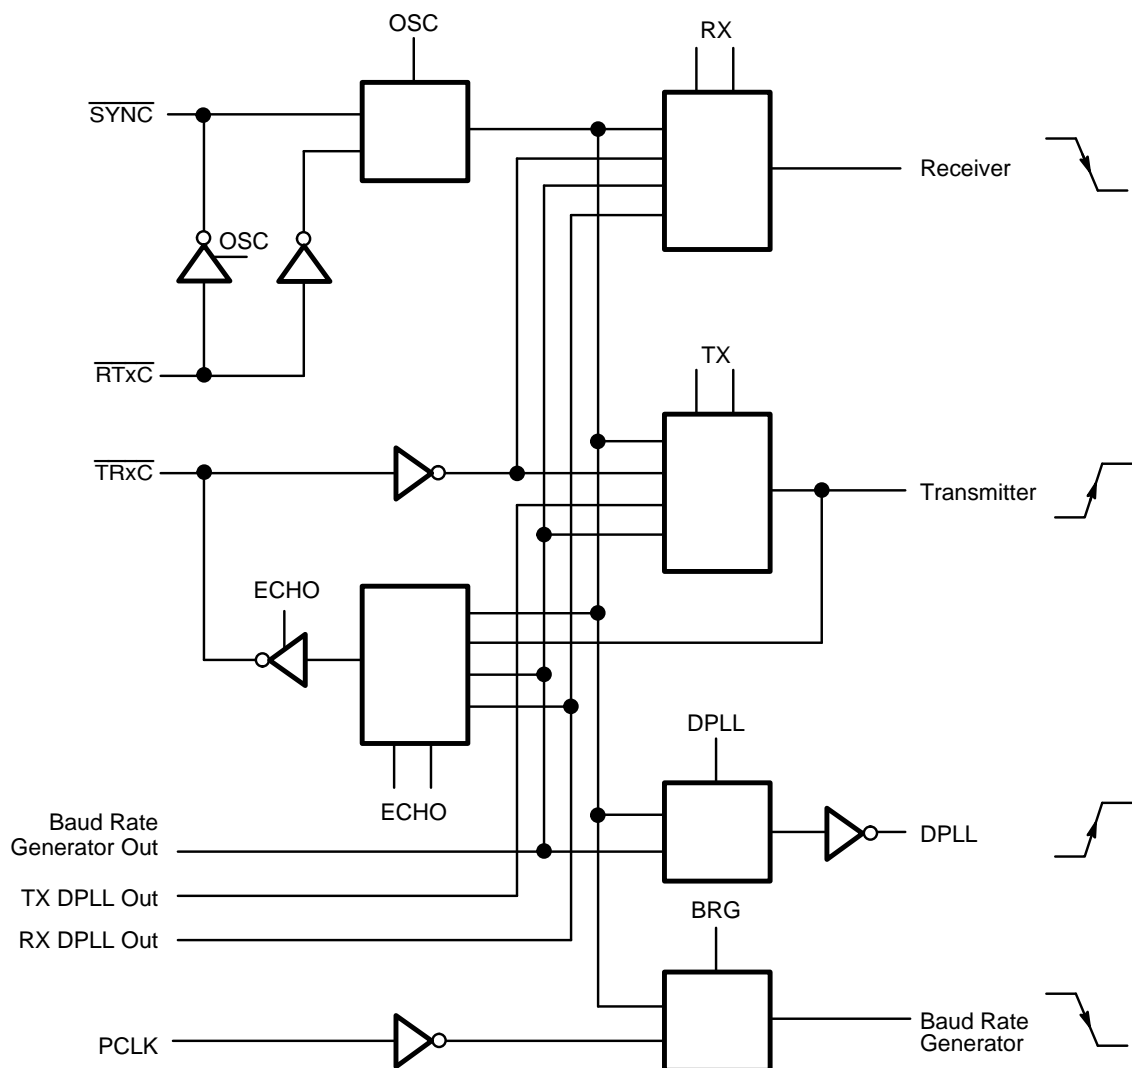 OSC
RX
SYNC
Receiver
OSC
TX
RTxC
TRxC
Transmitter
ECHO
DPLL
ECHO
Baud Rate
Generator Out
DPLL
TX DPLL Out
BRG
RX DPLL Out
Baud Rate
Generator
PCLK